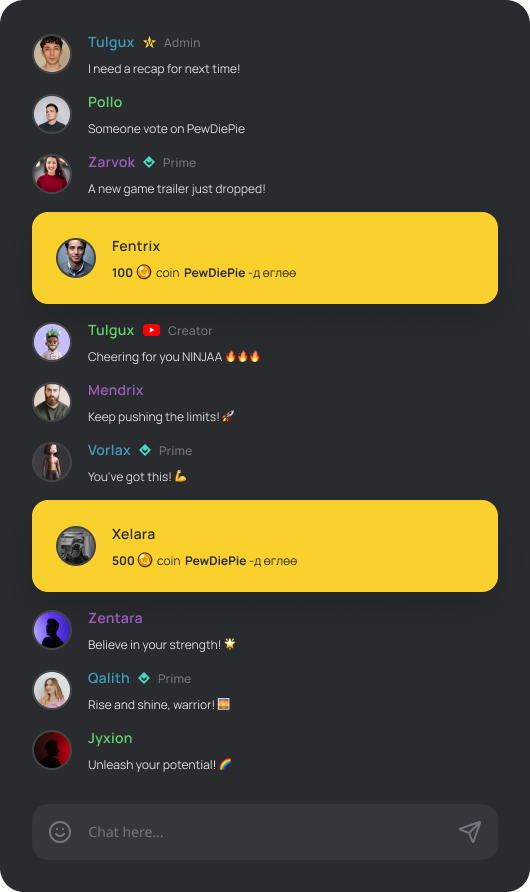 Tulgux Admin
I need a recap for next time!
Pollo
Someone vote on PewDiePie
Zarvok Prime
A new game trailer just dropped!
Fentrix
100 coin PewDiePie -д өглөө
Tulgux Creator
Cheering for you NINJAA 🔥🔥🔥
Mendrix
Keep pushing the limits! 🚀
Vorlax Prime
You've got this! 💪
Xelara
500 coin PewDiePie -д өглөө
Zentara
Believe in your strength! 🌟
Qalith Prime
Rise and shine, warrior! 🌅
Jyxion
Unleash your potential! 🌈
Chat here...